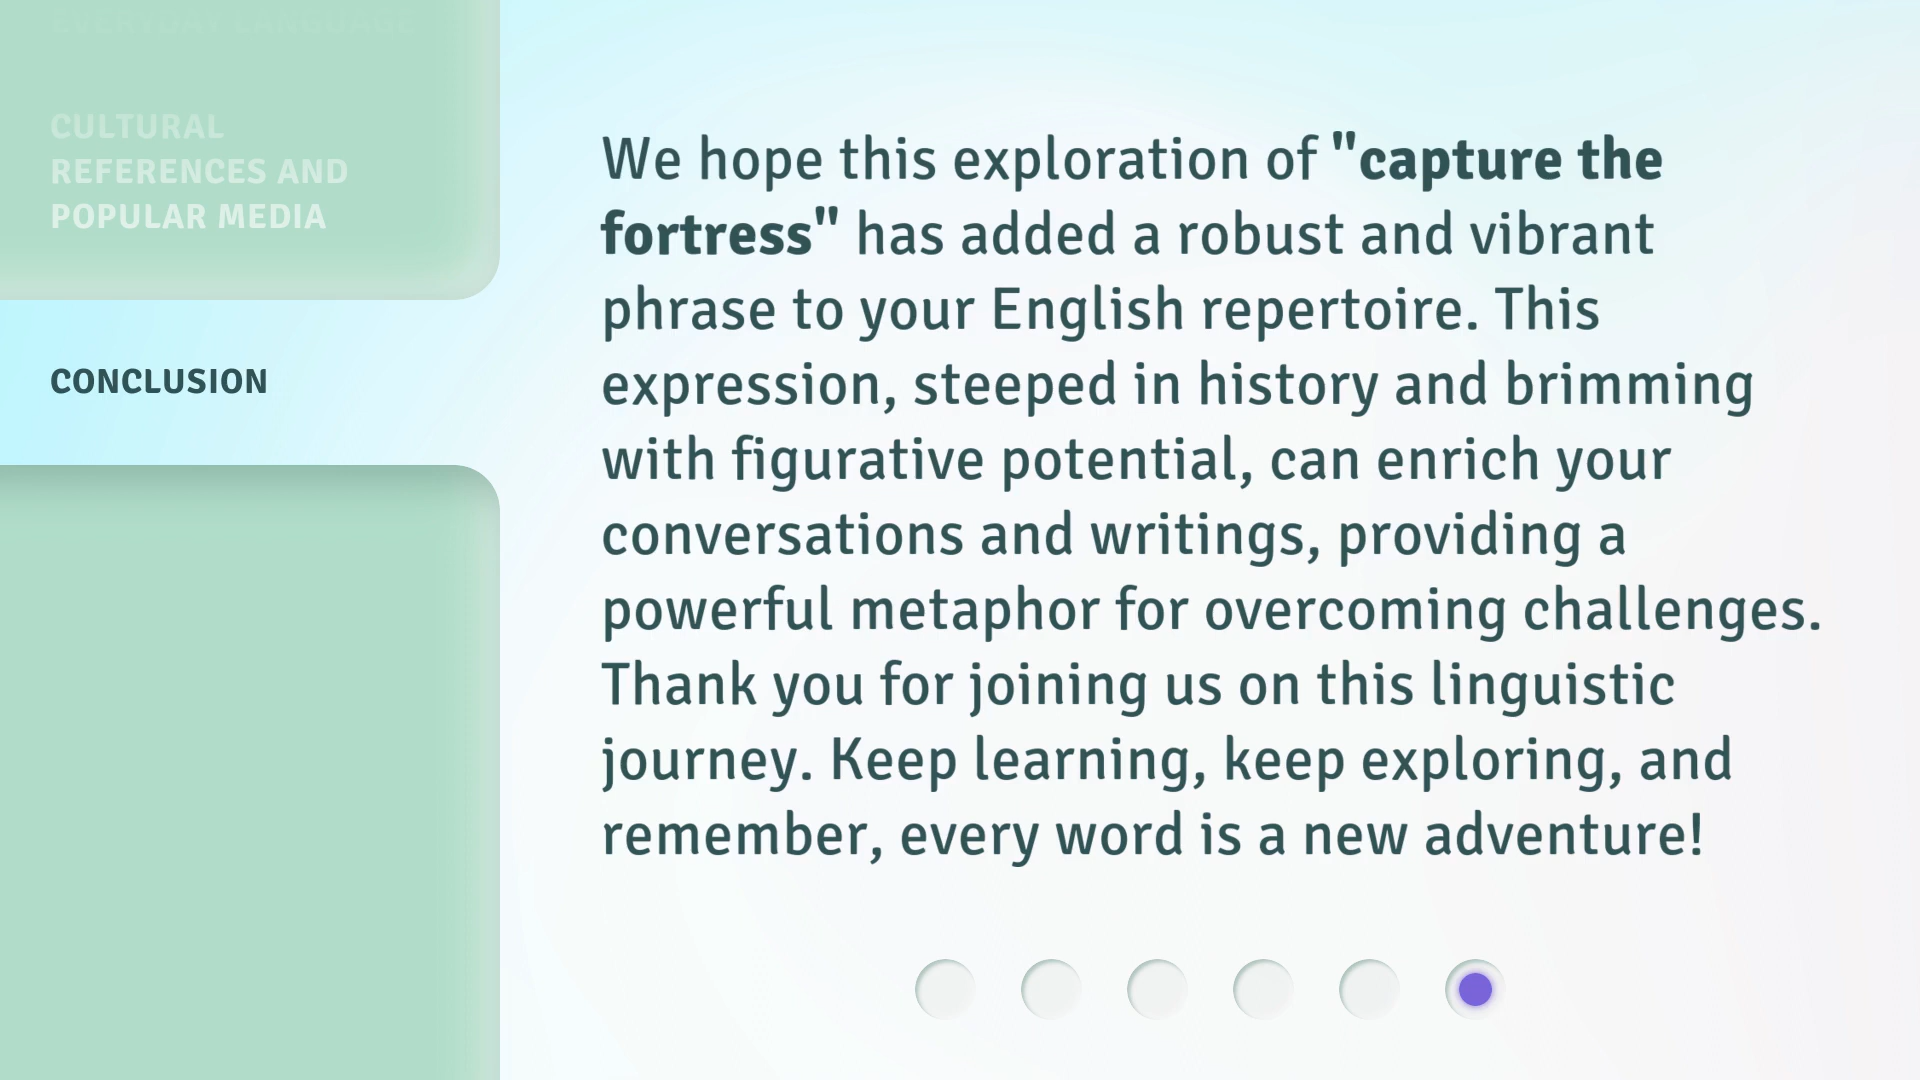 EVERYDAY LANGUAGE
CULTURAL
REFERENCES AND
POPULAR MEDIA
CONCLUSION
We hope this exploration of "capture the
fortress" has added a robust and vibrant
phrase to your English repertoire. This
expression, steeped in history and brimming
with figurative potential, can enrich your
conversations and writings, providing a
powerful metaphor for overcoming challenges.
Thank you for joining us on this linguistic
journey. Keep learning, keep exploring, and
remember, every word is a new adventure!